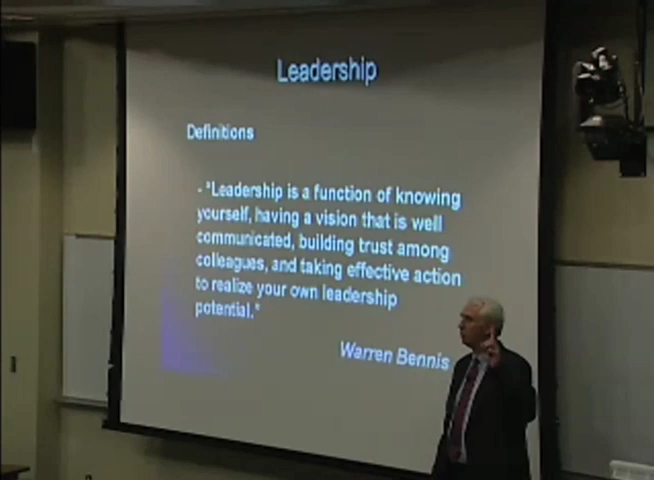 Leadership
Definitions
- "Leadership is a function of knowing
yourself, having a vision that is well
communicated, building trust among
colleagues, and taking effective action
to realize your own leadership
potential."
Warren Bennis